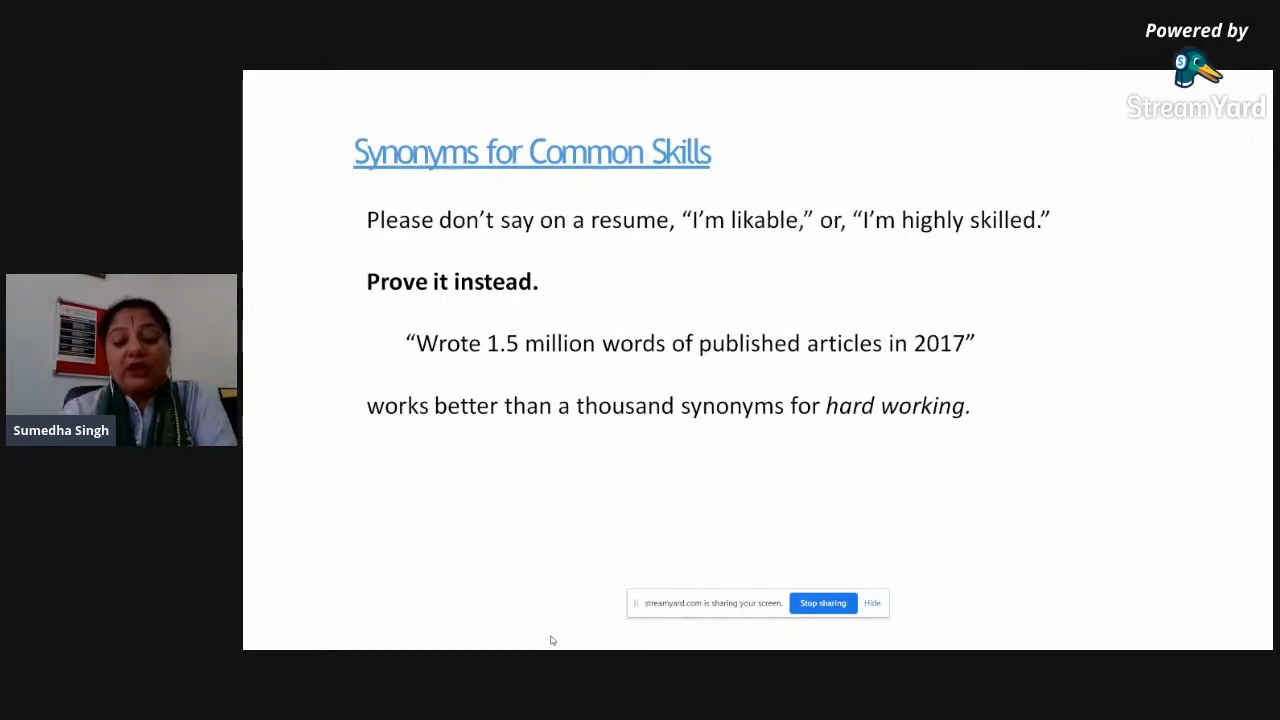 Powered by
StreamYard
Synonyms for Common Skills
Please don’t say on a resume, “I’m likable,” or, “I’m highly skilled.”
Prove it instead.
“Wrote 1.5 million words of published articles in 2017”
works better than a thousand synonyms for hard working.
Sumedha Singh
streamyard.com is sharing your screen. Stop sharing Hide